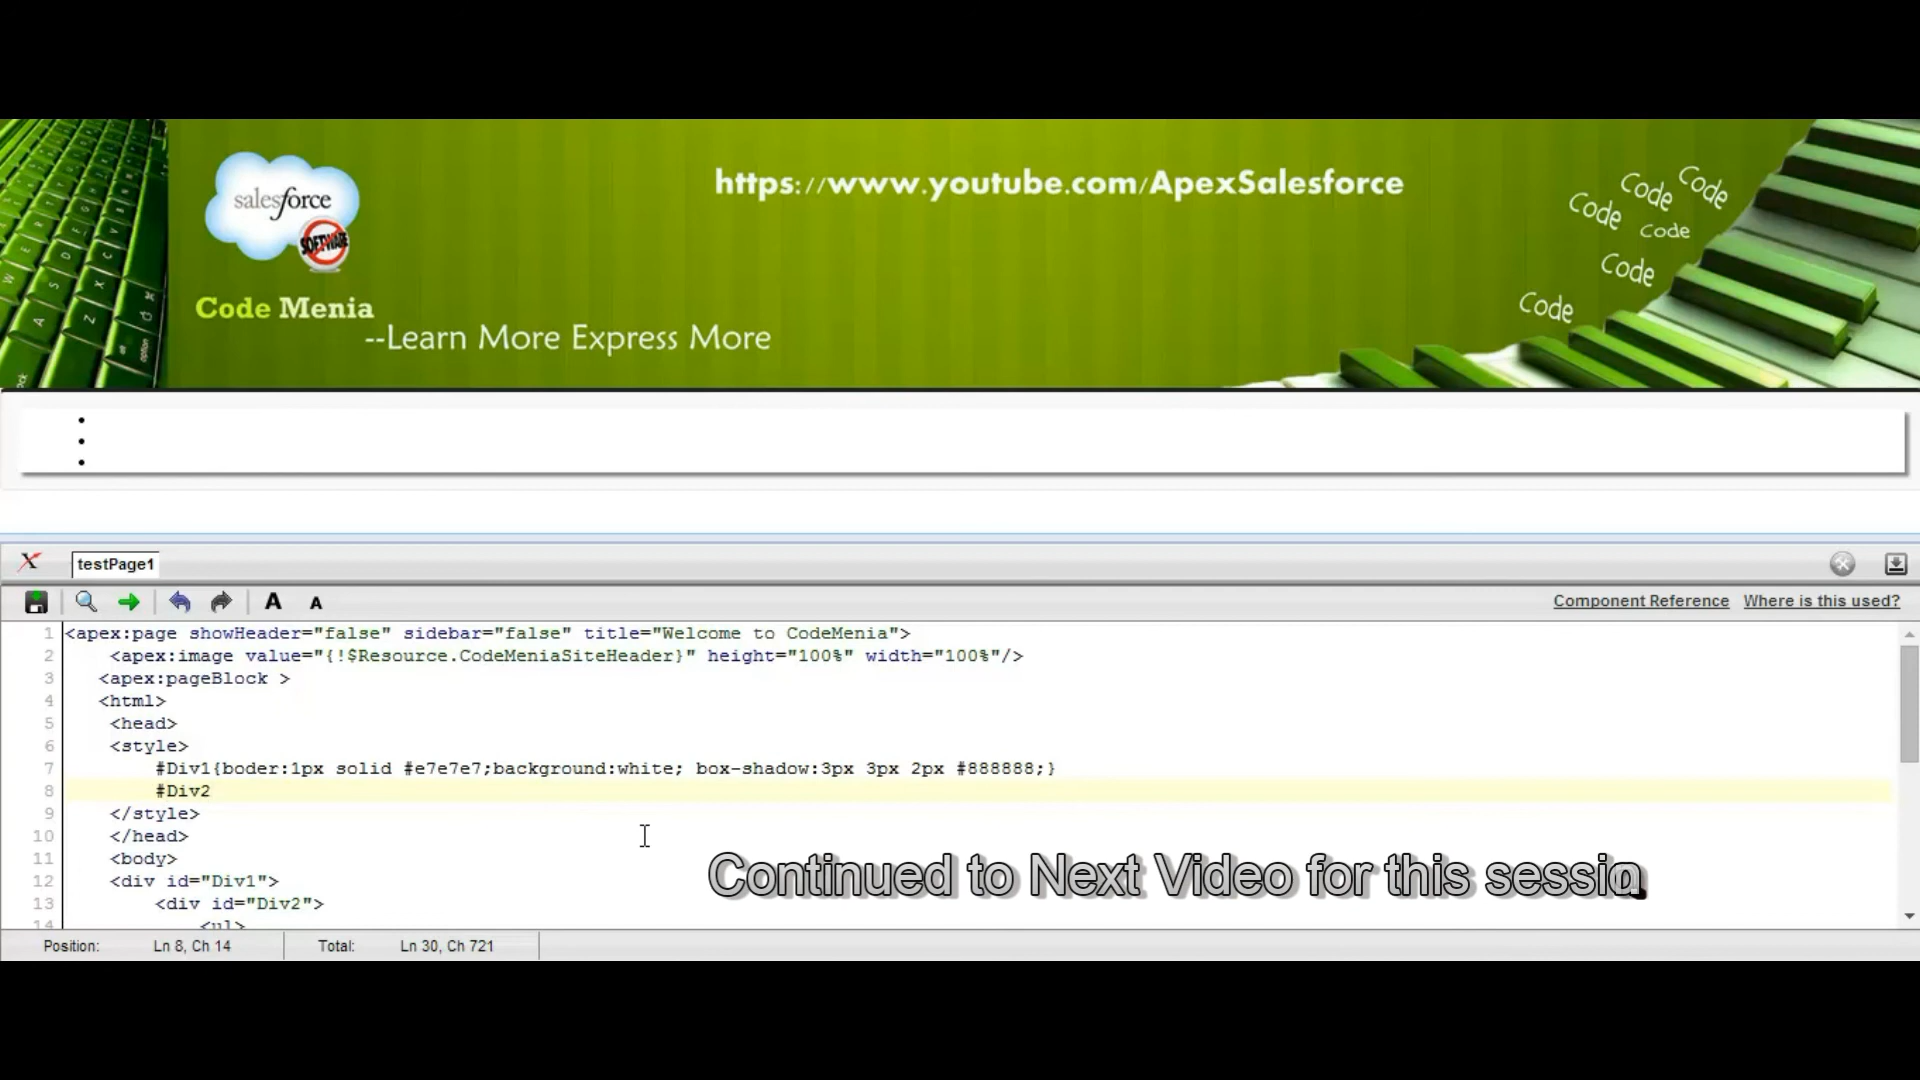 https://www.youtube.com/ApexSalesforce
salesforce
SOFTWARE
Code Menia
--Learn More Express More
Code
Code
Code
Code
Code
Code
testPage1
A A
Component Reference Where is this used?
1 <apex:page showHeader="false" sidebar="false" title="Welcome to CodeMenia">
2 <apex:image value="{!$Resource.CodeMeniaSiteHeader}" height="100%" width="100%"/>
3 <apex:pageBlock >
4 <html>
5 <head>
6 <style>
7 #Div1{boder:1px solid #e7e7e7;background:white; box-shadow:3px 3px 2px #888888;}
8 #Div2
9 </style>
10 </head>
11 <body>
12 <div id="Div1">
13 <div id="Div2">
14 <ul>
Continued to Next Video for this sessin
Position: Ln 8, Ch 14 Total: Ln 30, Ch 721